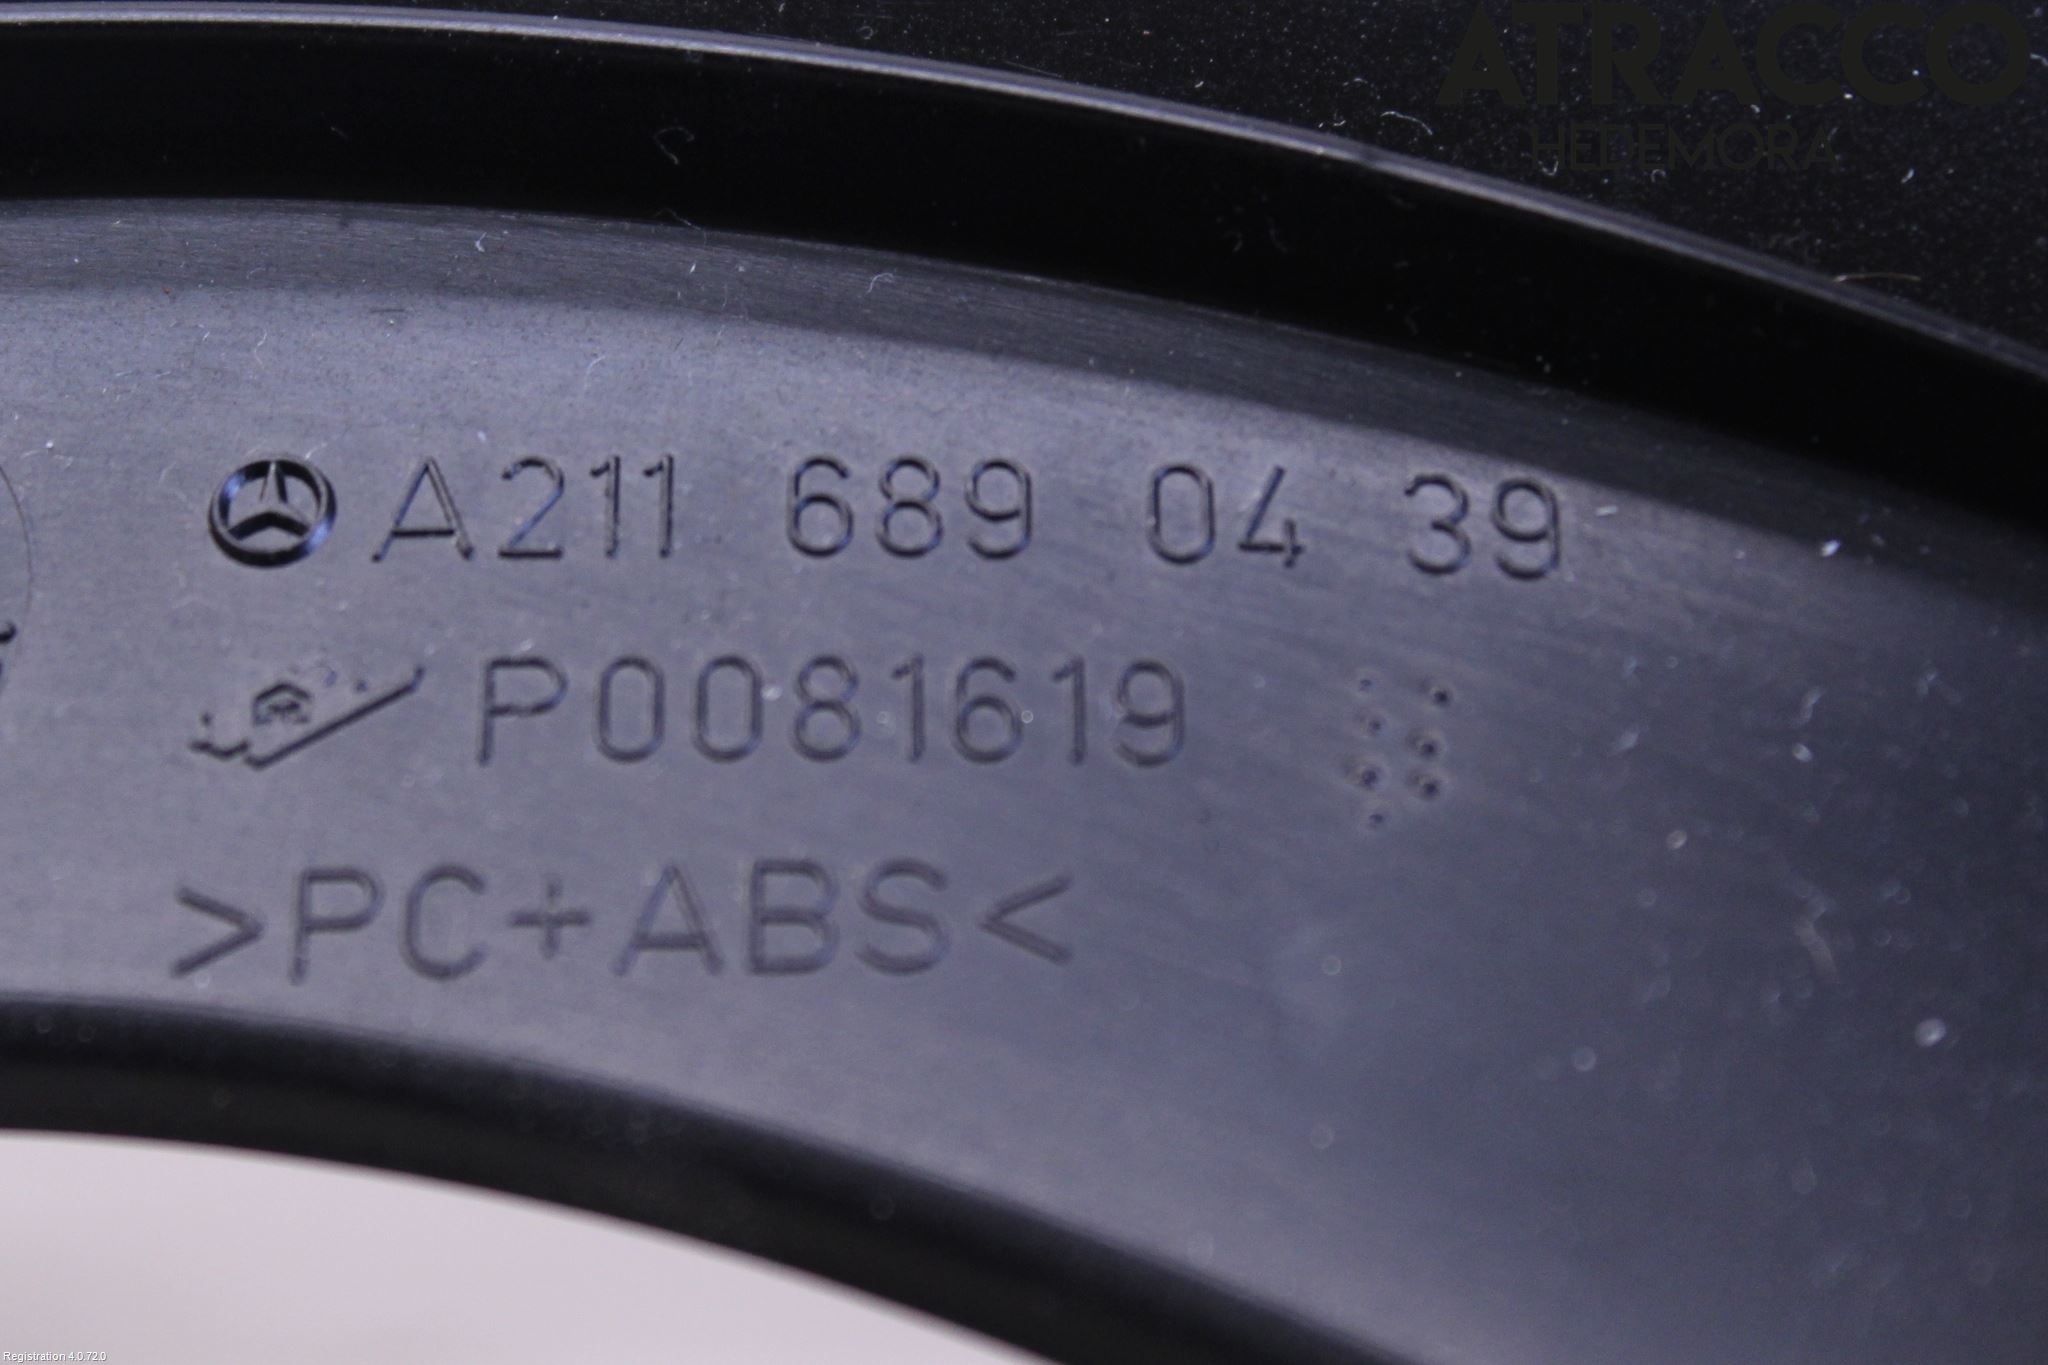 ATRACCO
HEDEMORA
A211 689 04 39
P0081619
>PC+ABS<
Registration 4.0.72.0